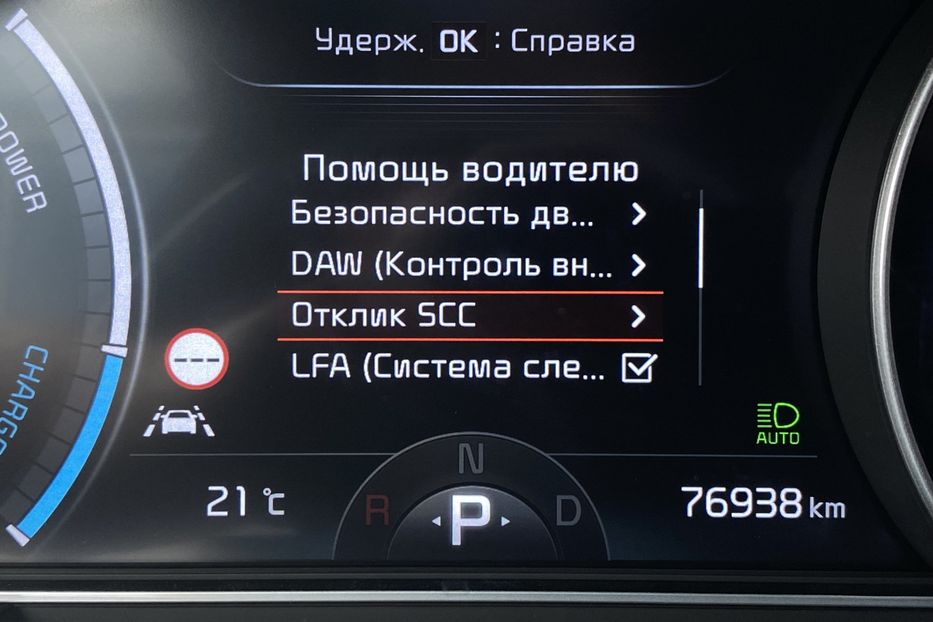 Удерж. OK : Справка
Помощь водителю
Безопасность дв...
DAW (Контроль вн...
Отклик SCC
LFA (Система сле...
POWER
CHARGE
---
AUTO
N
R
P
D
21 °C
76938 km